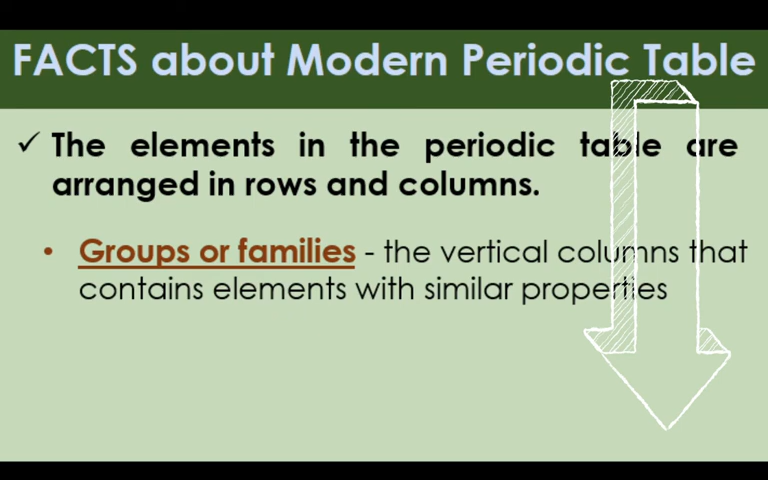 FACTS about Modern Periodic Table
✓ The elements in the periodic table are
arranged in rows and columns.
• Groups or families - the vertical columns that
contains elements with similar properties